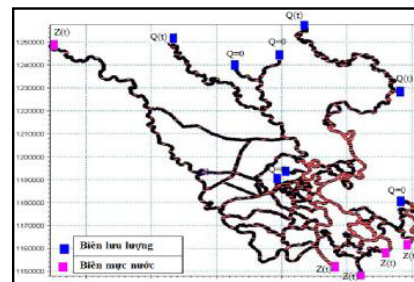 Z(t)
Q(t)
Q=0
Q=0
Q(t)
1250000
1240000
Q(t)
1230000
1220000
1210000
1200000
1190000
Q=0
1180000
Biên lưu lượng
1170000
Biên mực nước
1160000
Z(t)
Z(t)
Z(t)
Z(t)
1150000